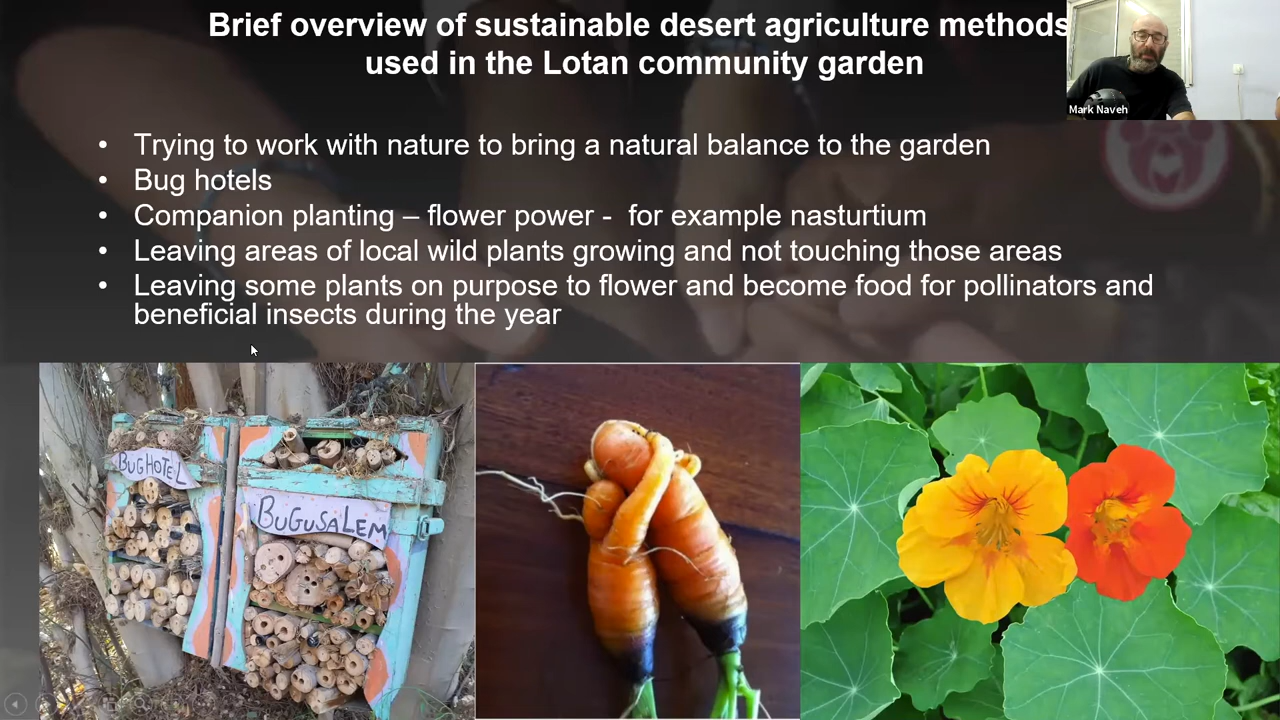 Brief overview of sustainable desert agriculture methods
used in the Lotan community garden
Mark Naveh
• Trying to work with nature to bring a natural balance to the garden
• Bug hotels
• Companion planting – flower power - for example nasturtium
• Leaving areas of local wild plants growing and not touching those areas
• Leaving some plants on purpose to flower and become food for pollinators and
beneficial insects during the year
BUGHOTEL
BUGUSALEM